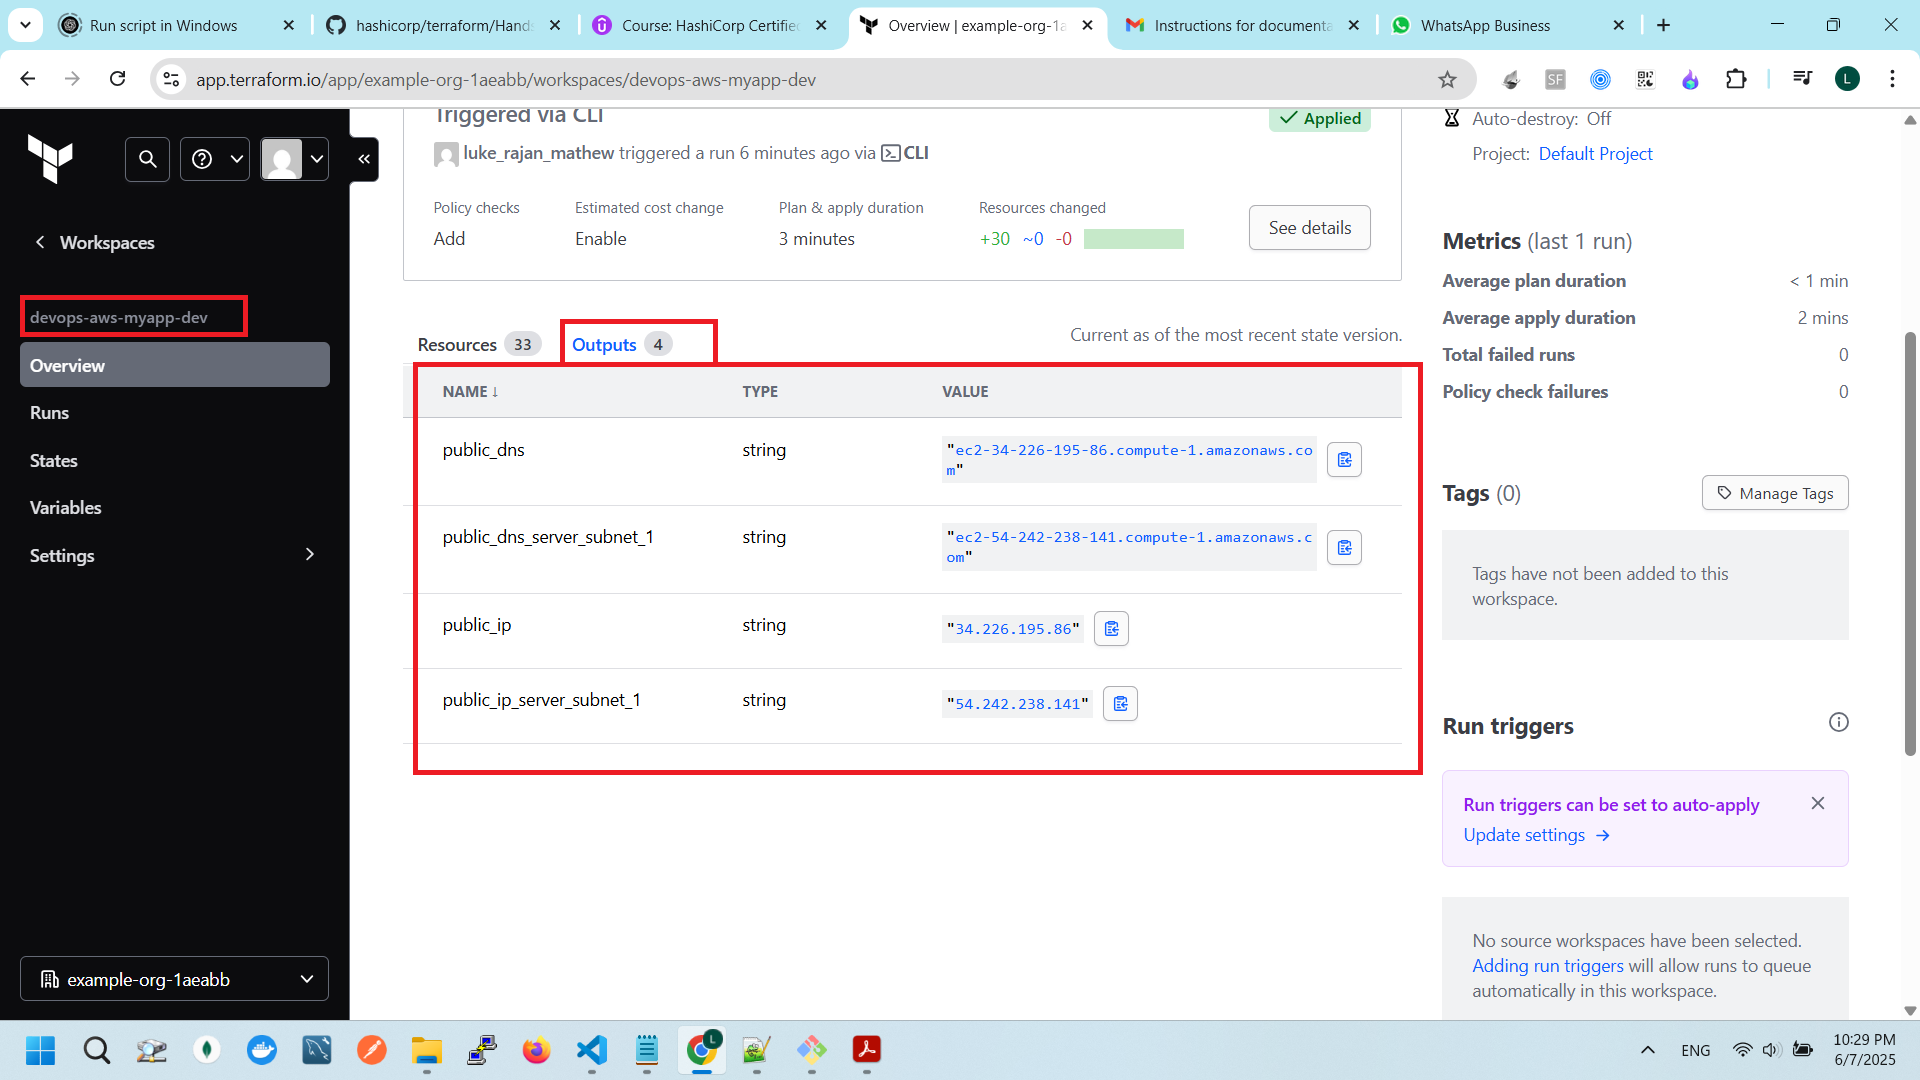 Run script in Windows
hashicorp/terraform/Hands
Course: HashiCorp Certifie
Overview | example-org-1a
Instructions for documenta
WhatsApp Business
app.terraform.io/app/example-org-1aeabb/workspaces/devops-aws-myapp-dev
SF
L
Workspaces
devops-aws-myapp-dev
Overview
Runs
States
Variables
Settings
example-org-1aeabb
Triggered via CLI
Applied
luke_rajan_mathew triggered a run 6 minutes ago via CLI
Policy checks Estimated cost change Plan & apply duration Resources changed
Add Enable 3 minutes +30 ~0 -0
See details
Resources 33 Outputs 4
Current as of the most recent state version.
NAME ↓ TYPE VALUE
public_dns string "ec2-34-226-195-86.compute-1.amazonaws.co
m"
public_dns_server_subnet_1 string "ec2-54-242-238-141.compute-1.amazonaws.c
om"
public_ip string "34.226.195.86"
public_ip_server_subnet_1 string "54.242.238.141"
Auto-destroy: Off
Project: Default Project
Metrics (last 1 run)
Average plan duration < 1 min
Average apply duration 2 mins
Total failed runs 0
Policy check failures 0
Tags (0)
Manage Tags
Tags have not been added to this
workspace.
Run triggers
Run triggers can be set to auto-apply
Update settings →
No source workspaces have been selected.
Adding run triggers will allow runs to queue
automatically in this workspace.
L
ENG
10:29 PM
6/7/2025